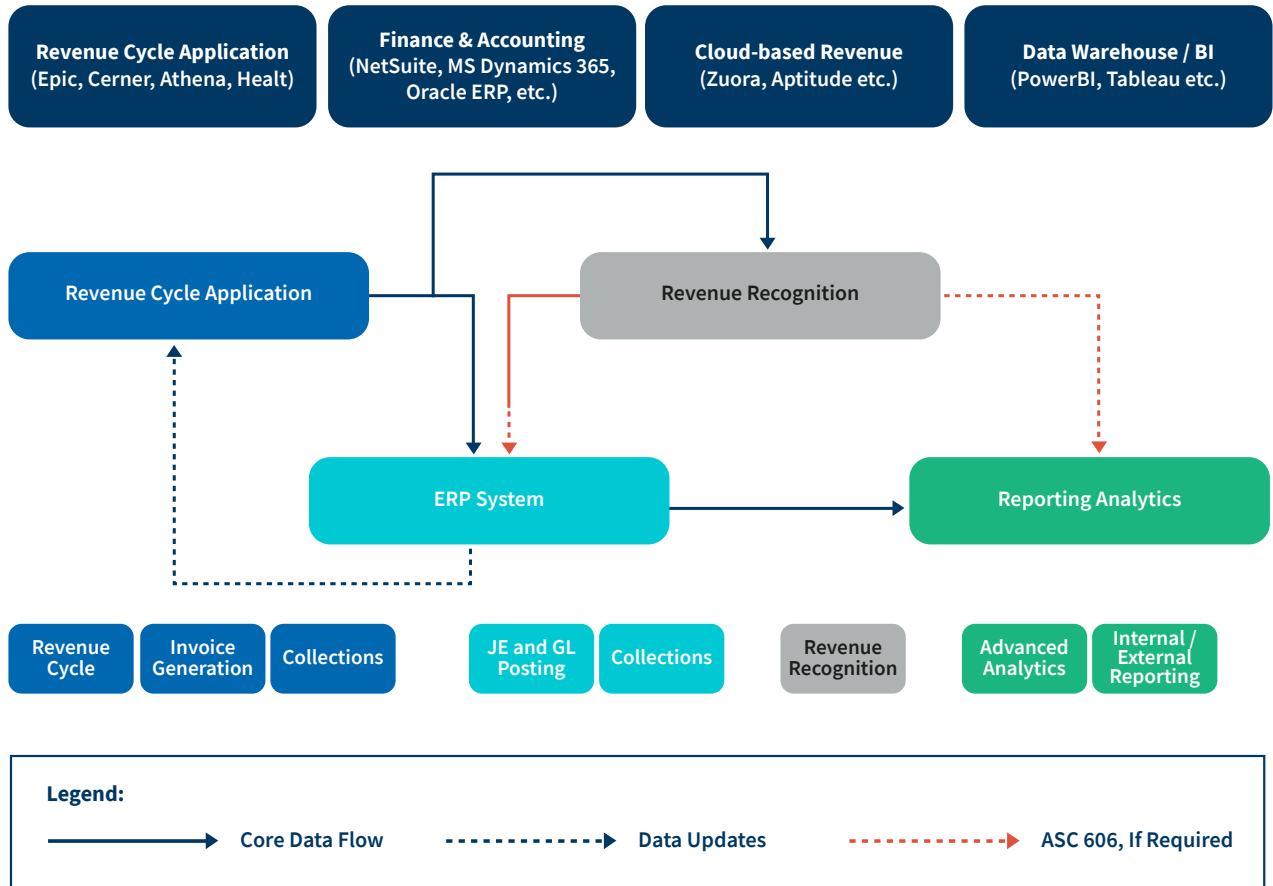 Revenue Cycle Application
(Epic, Cerner, Athena, Healt)
Finance & Accounting
(NetSuite, MS Dynamics 365,
Oracle ERP, etc.)
Cloud-based Revenue
(Zuora, Aptitude etc.)
Data Warehouse / BI
(PowerBI, Tableau etc.)
Revenue Cycle Application
Revenue Recognition
ERP System
Reporting Analytics
Revenue
Cycle
Invoice
Generation
Collections
JE and GL
Posting
Collections
Revenue
Recognition
Advanced
Analytics
Internal /
External
Reporting
Legend:
Core Data Flow
Data Updates
ASC 606, If Required